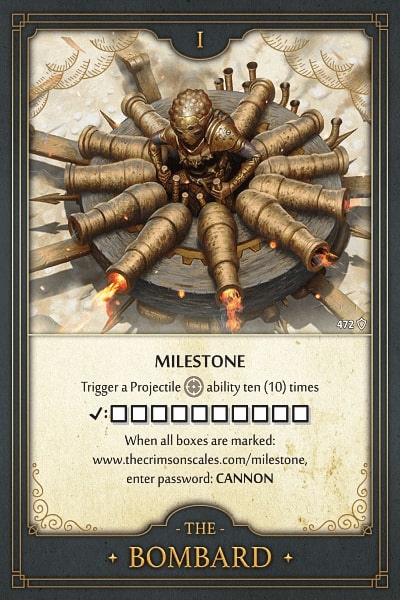 I
472
MILESTONE
Trigger a Projectile ability ten (10) times
✓:□□□□□□□□□□
When all boxes are marked:
www.thecrimsonscales.com/milestone,
enter password: CANNON
- THE -
BOMBARD